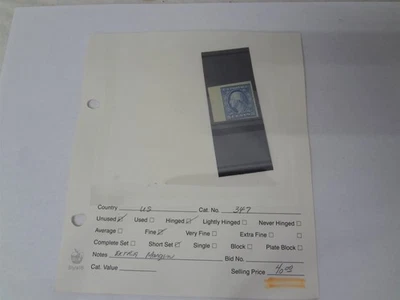 Country US Cat. No. 347
Unused ☑ Used ☐ Hinged ☑ Lightly Hinged ☐ Never Hinged ☐
Average ☐ Fine ☑ Very Fine ☐ Extra Fine ☐ ☐
Complete Set ☐ Short Set ☑ Single ☐ Block ☐ Plate Block ☐
Notes Extra Margin Bid No.
Cat. Value Selling Price